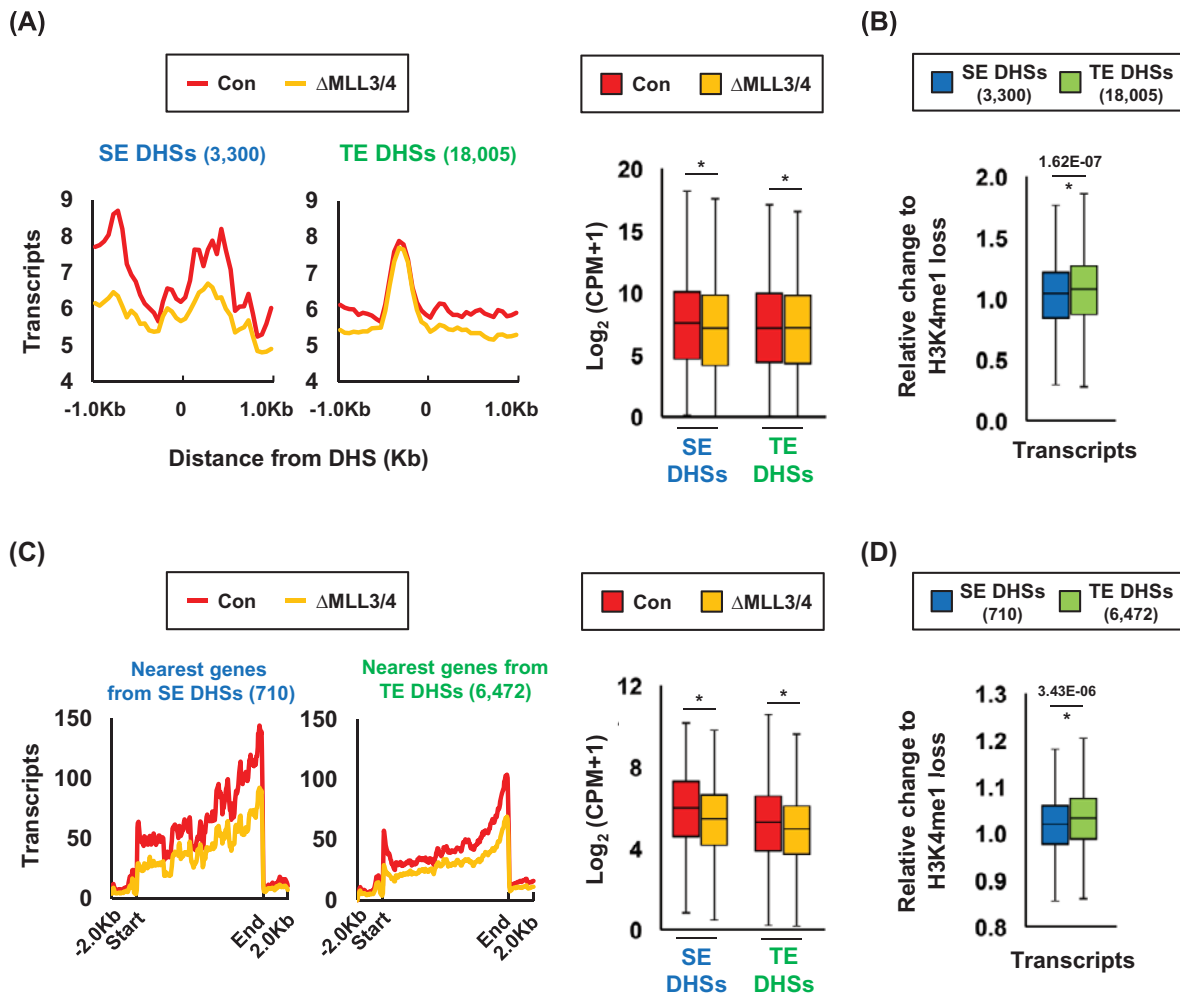 (A)
Con
ΔMLL3/4
SE DHSs (3,300)
TE DHSs (18,005)
Transcripts
9
8
7
6
5
4
-1.0Kb
0
1.0Kb
9
8
7
6
5
4
-1.0Kb
0
1.0Kb
Distance from DHS (Kb)
Con
ΔMLL3/4
Log2 (CPM+1)
20
15
10
5
0
*
*
SE
DHSs
TE
DHSs
(B)
SE DHSs
(3,300)
TE DHSs
(18,005)
Relative change to
H3K4me1 loss
2.0
1.5
1.0
0.5
0.0
1.62E-07
*
Transcripts
(C)
Con
ΔMLL3/4
Nearest genes
from SE DHSs (710)
Nearest genes from
TE DHSs (6,472)
Transcripts
150
100
50
0
-2.0Kb
Start
End
2.0Kb
150
100
50
0
-2.0Kb
Start
End
2.0Kb
Con
ΔMLL3/4
Log2 (CPM+1)
12
8
4
0
*
*
SE
DHSs
TE
DHSs
(D)
SE DHSs
(710)
TE DHSs
(6,472)
Relative change to
H3K4me1 loss
1.3
1.2
1.1
1.0
0.9
0.8
3.43E-06
*
Transcripts